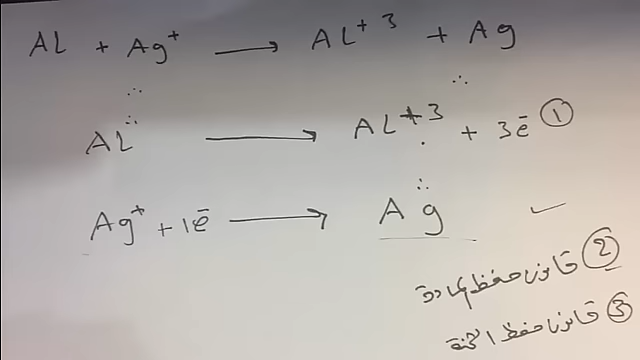 AL + Ag⁺ ⟶ AL⁺³ + Ag
AL ⟶ AL⁺³ + 3ē ①
Ag⁺ + 1ē ⟶ Ag ✓
② قانون حفظ المادة
③ قانون حفظ الشحنة